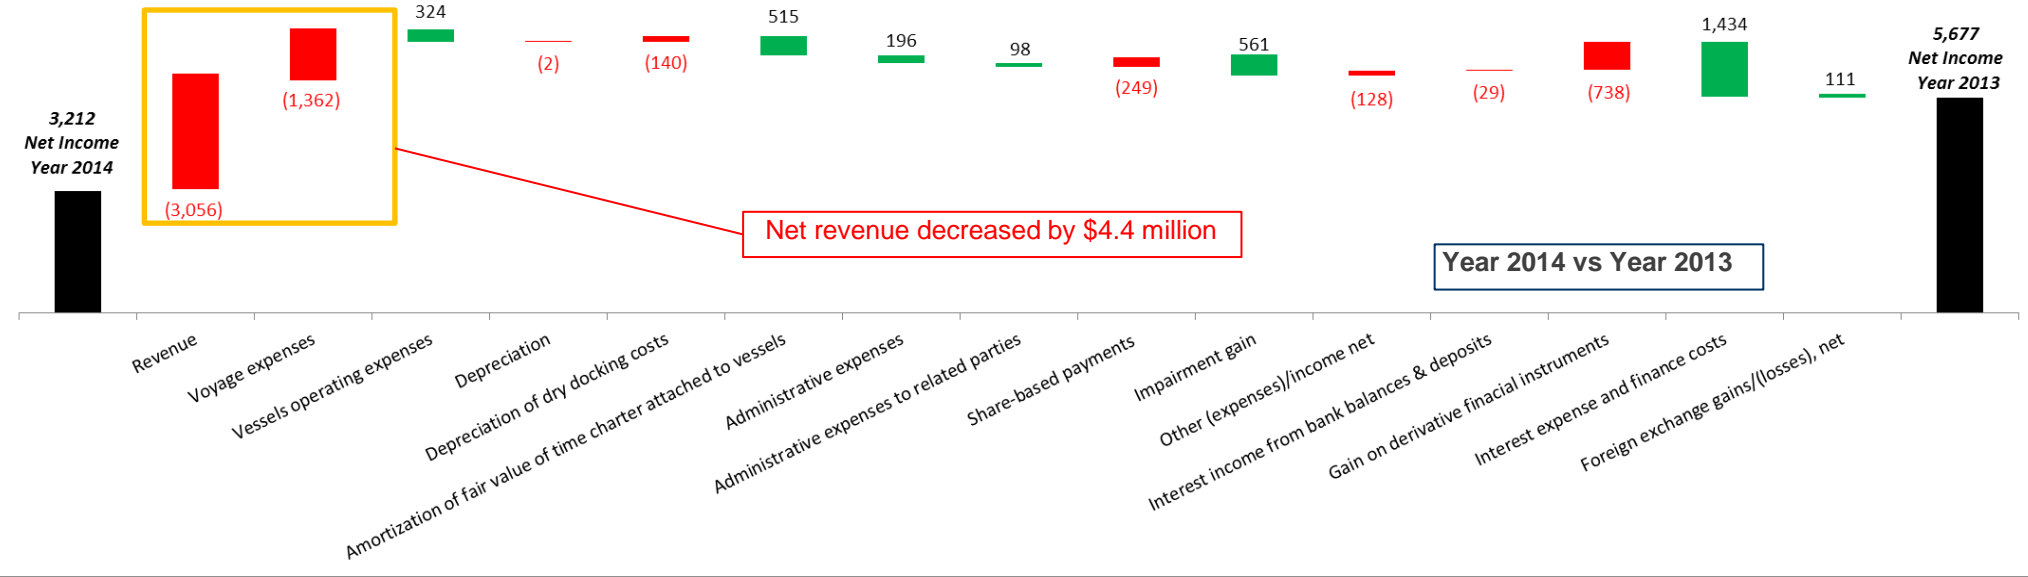 3,212
Net Income
Year 2014
(3,056)
(1,362)
324
(2)
(140)
515
196
98
(249)
561
(128)
(29)
(738)
1,434
111
5,677
Net Income
Year 2013
Net revenue decreased by $4.4 million
Year 2014 vs Year 2013
Revenue
Voyage expenses
Vessels operating expenses
Depreciation
Depreciation of dry docking costs
Amortization of fair value of time charter attached to vessels
Administrative expenses
Administrative expenses to related parties
Share-based payments
Impairment gain
Other (expenses)/income net
Interest income from bank balances & deposits
Gain on derivative finacial instruments
Interest expense and finance costs
Foreign exchange gains/(losses), net